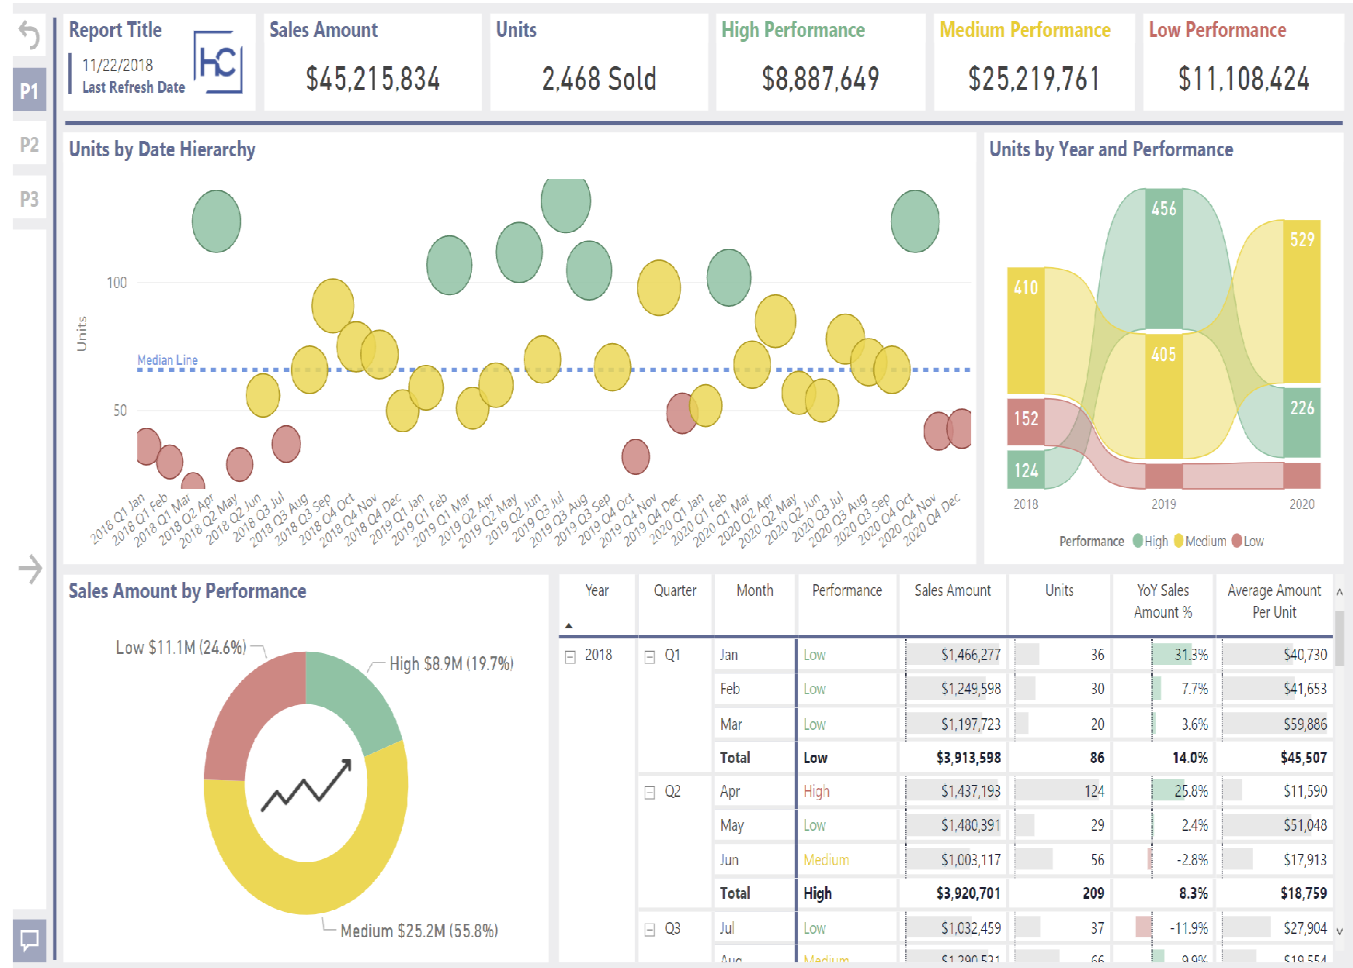 Report Title
11/22/2018
Last Refresh Date
hC
Sales Amount
$45,215,834
Units
2,468 Sold
High Performance
$8,887,649
Medium Performance
$25,219,761
Low Performance
$11,108,424
P1
P2
P3
Units by Date Hierarchy
Units
100
50
Median Line
2018 Q1 Jan
2018 Q1 Feb
2018 Q1 Mar
2018 Q2 Apr
2018 Q2 May
2018 Q2 Jun
2018 Q3 Jul
2018 Q3 Aug
2018 Q3 Sep
2018 Q4 Oct
2018 Q4 Nov
2018 Q4 Dec
2019 Q1 Jan
2019 Q1 Feb
2019 Q1 Mar
2019 Q2 Apr
2019 Q2 May
2019 Q2 Jun
2019 Q3 Jul
2019 Q3 Aug
2019 Q3 Sep
2019 Q4 Oct
2019 Q4 Nov
2019 Q4 Dec
2020 Q1 Jan
2020 Q1 Feb
2020 Q1 Mar
2020 Q2 Apr
2020 Q2 May
2020 Q2 Jun
2020 Q3 Jul
2020 Q3 Aug
2020 Q3 Sep
2020 Q4 Oct
2020 Q4 Nov
2020 Q4 Dec
Units by Year and Performance
456
529
410
405
152
226
124
2018 2019 2020
Performance High Medium Low
Sales Amount by Performance
Low $11.1M (24.6%)
High $8.9M (19.7%)
Medium $25.2M (55.8%)
Year Quarter Month Performance Sales Amount Units YoY Sales Amount % Average Amount Per Unit
2018 Q1 Jan Low $1,466,277 36 31.3% $40,730
Feb Low $1,249,598 30 7.7% $41,653
Mar Low $1,197,723 20 3.6% $59,886
Total Low $3,913,598 86 14.0% $45,507
Q2 Apr High $1,437,193 124 25.8% $11,590
May Low $1,480,391 29 2.4% $51,048
Jun Medium $1,003,117 56 -2.8% $17,913
Total High $3,920,701 209 8.3% $18,759
Q3 Jul Low $1,032,459 37 -11.9% $27,904
Aug Medium $1,290,531 66 9.9% $19,554